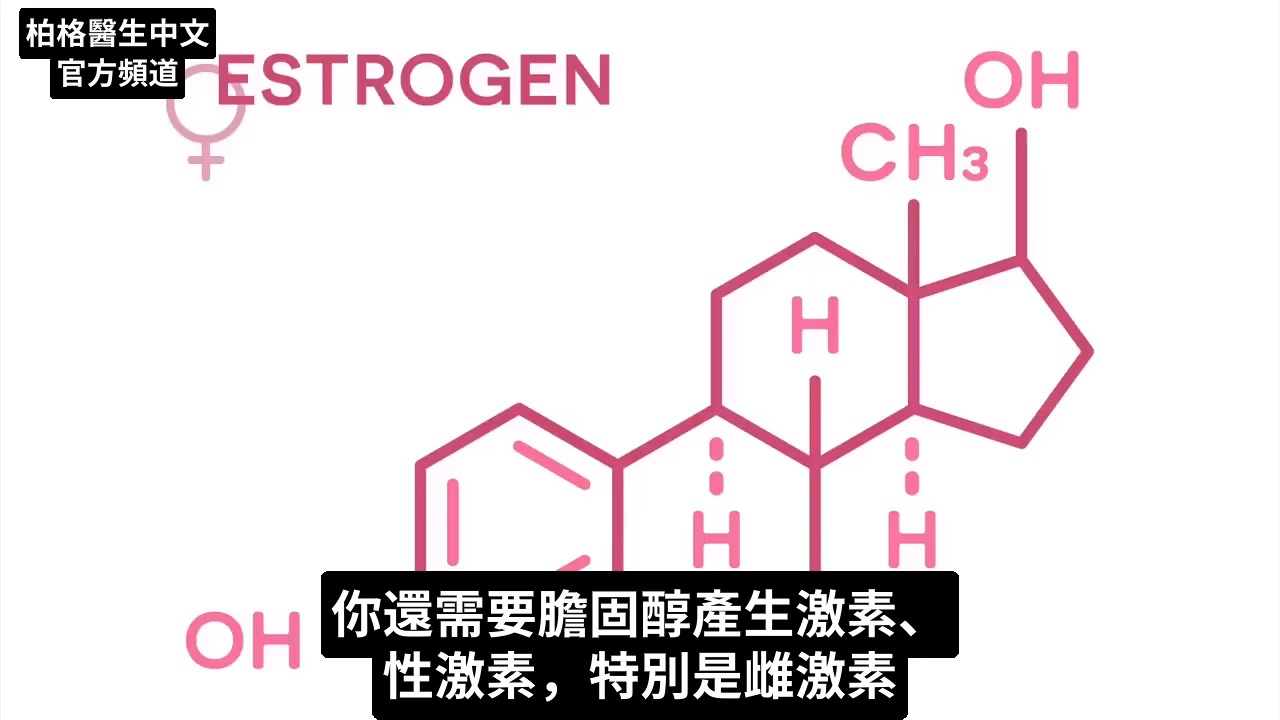 柏格醫生中文
官方頻道
ESTROGEN
OH
CH₃
H
H
H
OH
你還需要膽固醇產生激素、
性激素，特別是雌激素